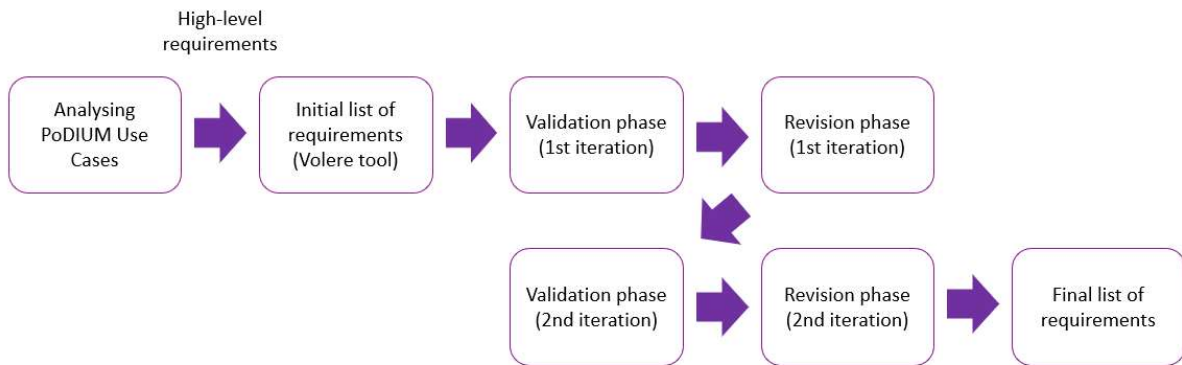 High-level
requirements
Analysing
PoDIUM Use
Cases
Initial list of
requirements
(Volere tool)
Validation phase
(1st iteration)
Revision phase
(1st iteration)
Validation phase
(2nd iteration)
Revision phase
(2nd iteration)
Final list of
requirements